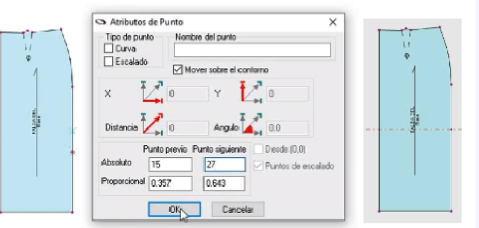 Atributos de Punto
Tipo de punto
Nombre del punto
Curva
Escalado
Mover sobre el contorno
X
0
Y
0
Distancia
0
Angulo
0.0
Punto previo
Punto siguiente
Desde (0,0)
Absoluto
15
27
Puntos de escalado
Proporcional
0.357
0.643
OK
Cancelar